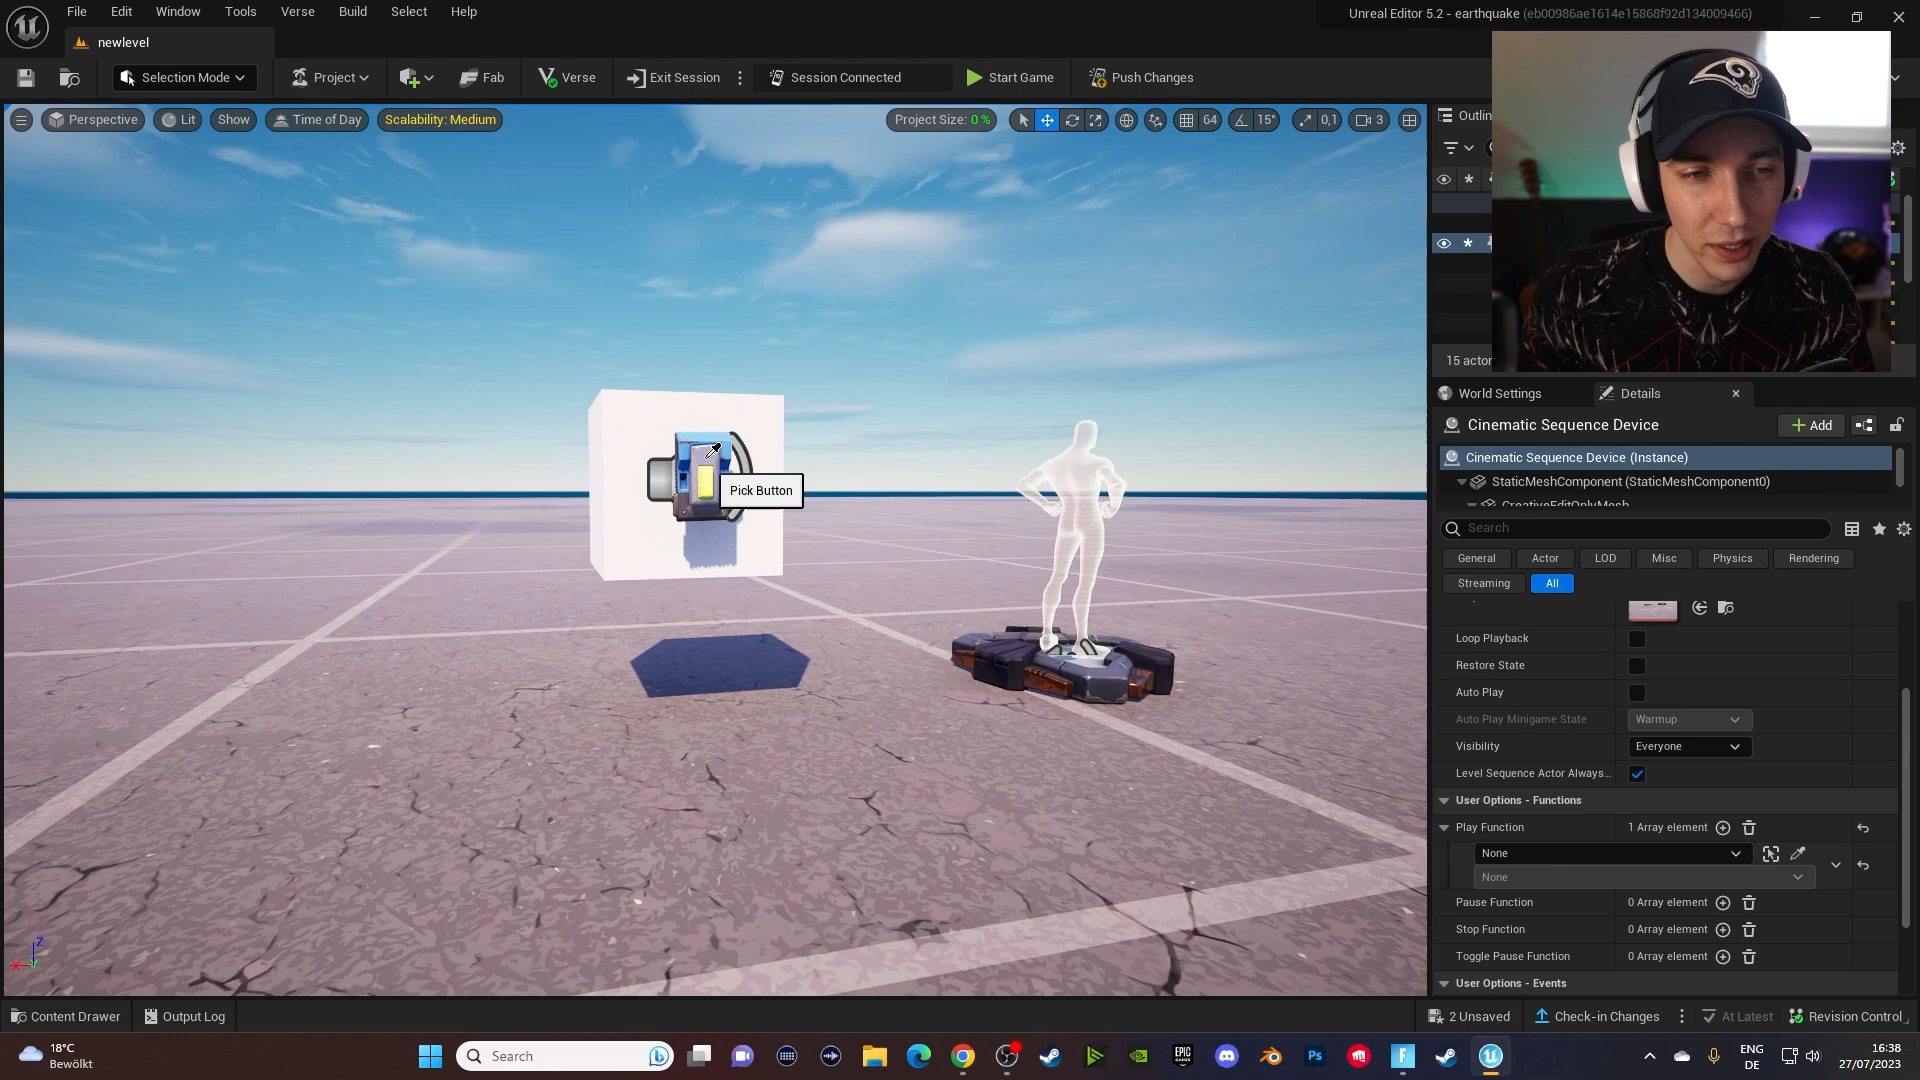 File Edit Window Tools Verse Build Select Help
Unreal Editor 5.2 - earthquake (eb00986ae1614e15868f92d134009466)
newlevel
Selection Mode
Project
Fab
Verse
Exit Session
Session Connected
Start Game
Push Changes
Perspective
Lit
Show
Time of Day
Scalability: Medium
Project Size: 0 %
64
15°
0,1
3
Outlin
15 actor
World Settings
Details
Cinematic Sequence Device
Add
Cinematic Sequence Device (Instance)
StaticMeshComponent (StaticMeshComponent0)
CreativeEditOnlyMesh
Search
General
Actor
LOD
Misc
Physics
Rendering
Streaming
All
Loop Playback
Restore State
Auto Play
Auto Play Minigame State
Warmup
Visibility
Everyone
Level Sequence Actor Always...
User Options - Functions
Play Function
1 Array element
None
None
Pause Function
0 Array element
Stop Function
0 Array element
Toggle Pause Function
0 Array element
User Options - Events
Pick Button
Z
X
Content Drawer
Output Log
2 Unsaved
Check-in Changes
At Latest
Revision Control
18°C
Bewölkt
Search
EPIC
Ps
ENG
DE
16:38
27/07/2023